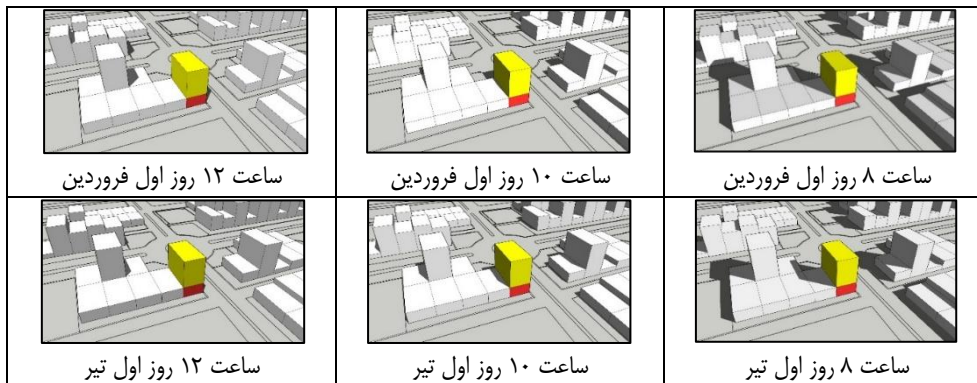 ساعت ۸ روز اول فروردین
ساعت ۱۰ روز اول فروردین
ساعت ۱۲ روز اول فروردین
ساعت ۸ روز اول تیر
ساعت ۱۰ روز اول تیر
ساعت ۱۲ روز اول تیر